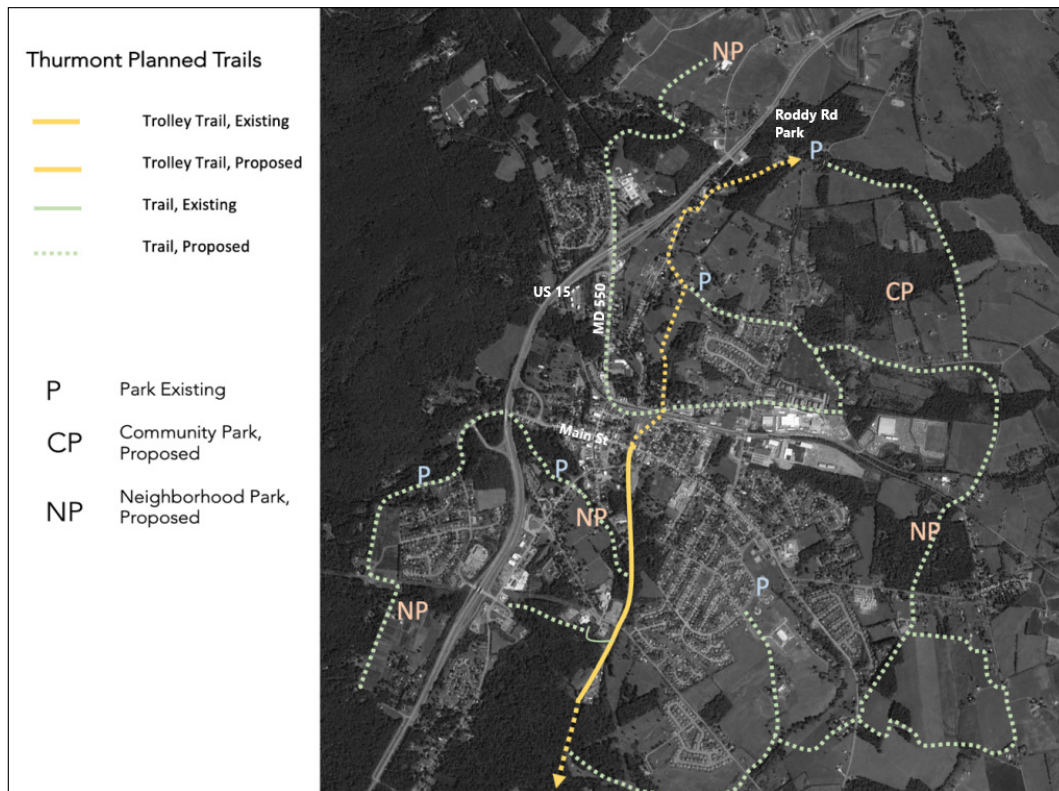 Thurmont Planned Trails
Trolley Trail, Existing
Trolley Trail, Proposed
Trail, Existing
Trail, Proposed
P Park Existing
CP Community Park,
Proposed
NP Neighborhood Park,
Proposed
NP
Roddy Rd
Park
P
US 15
MD 550
P
CP
Main St
P
P
NP
NP
P
NP